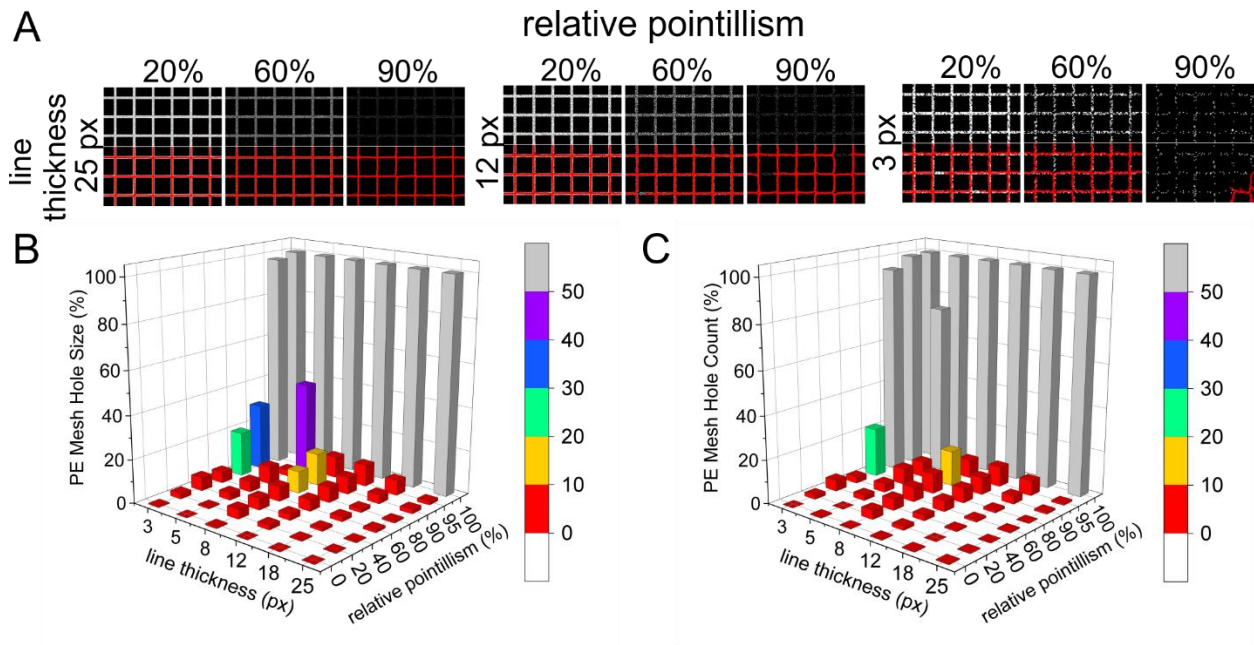 A
relative pointillism
20% 60% 90%
20% 60% 90%
20% 60% 90%
line
thickness
25 px
12 px
3 px
B
PE Mesh Hole Size (%)
100
80
60
40
20
0
3 5 8 12 18 25
line thickness (px)
0 20 40 60 80 90 95 100
relative pointillism (%)
50
40
30
20
10
0
C
PE Mesh Hole Count (%)
100
80
60
40
20
0
3 5 8 12 18 25
line thickness (px)
0 20 40 60 80 90 95 100
relative pointillism (%)
50
40
30
20
10
0